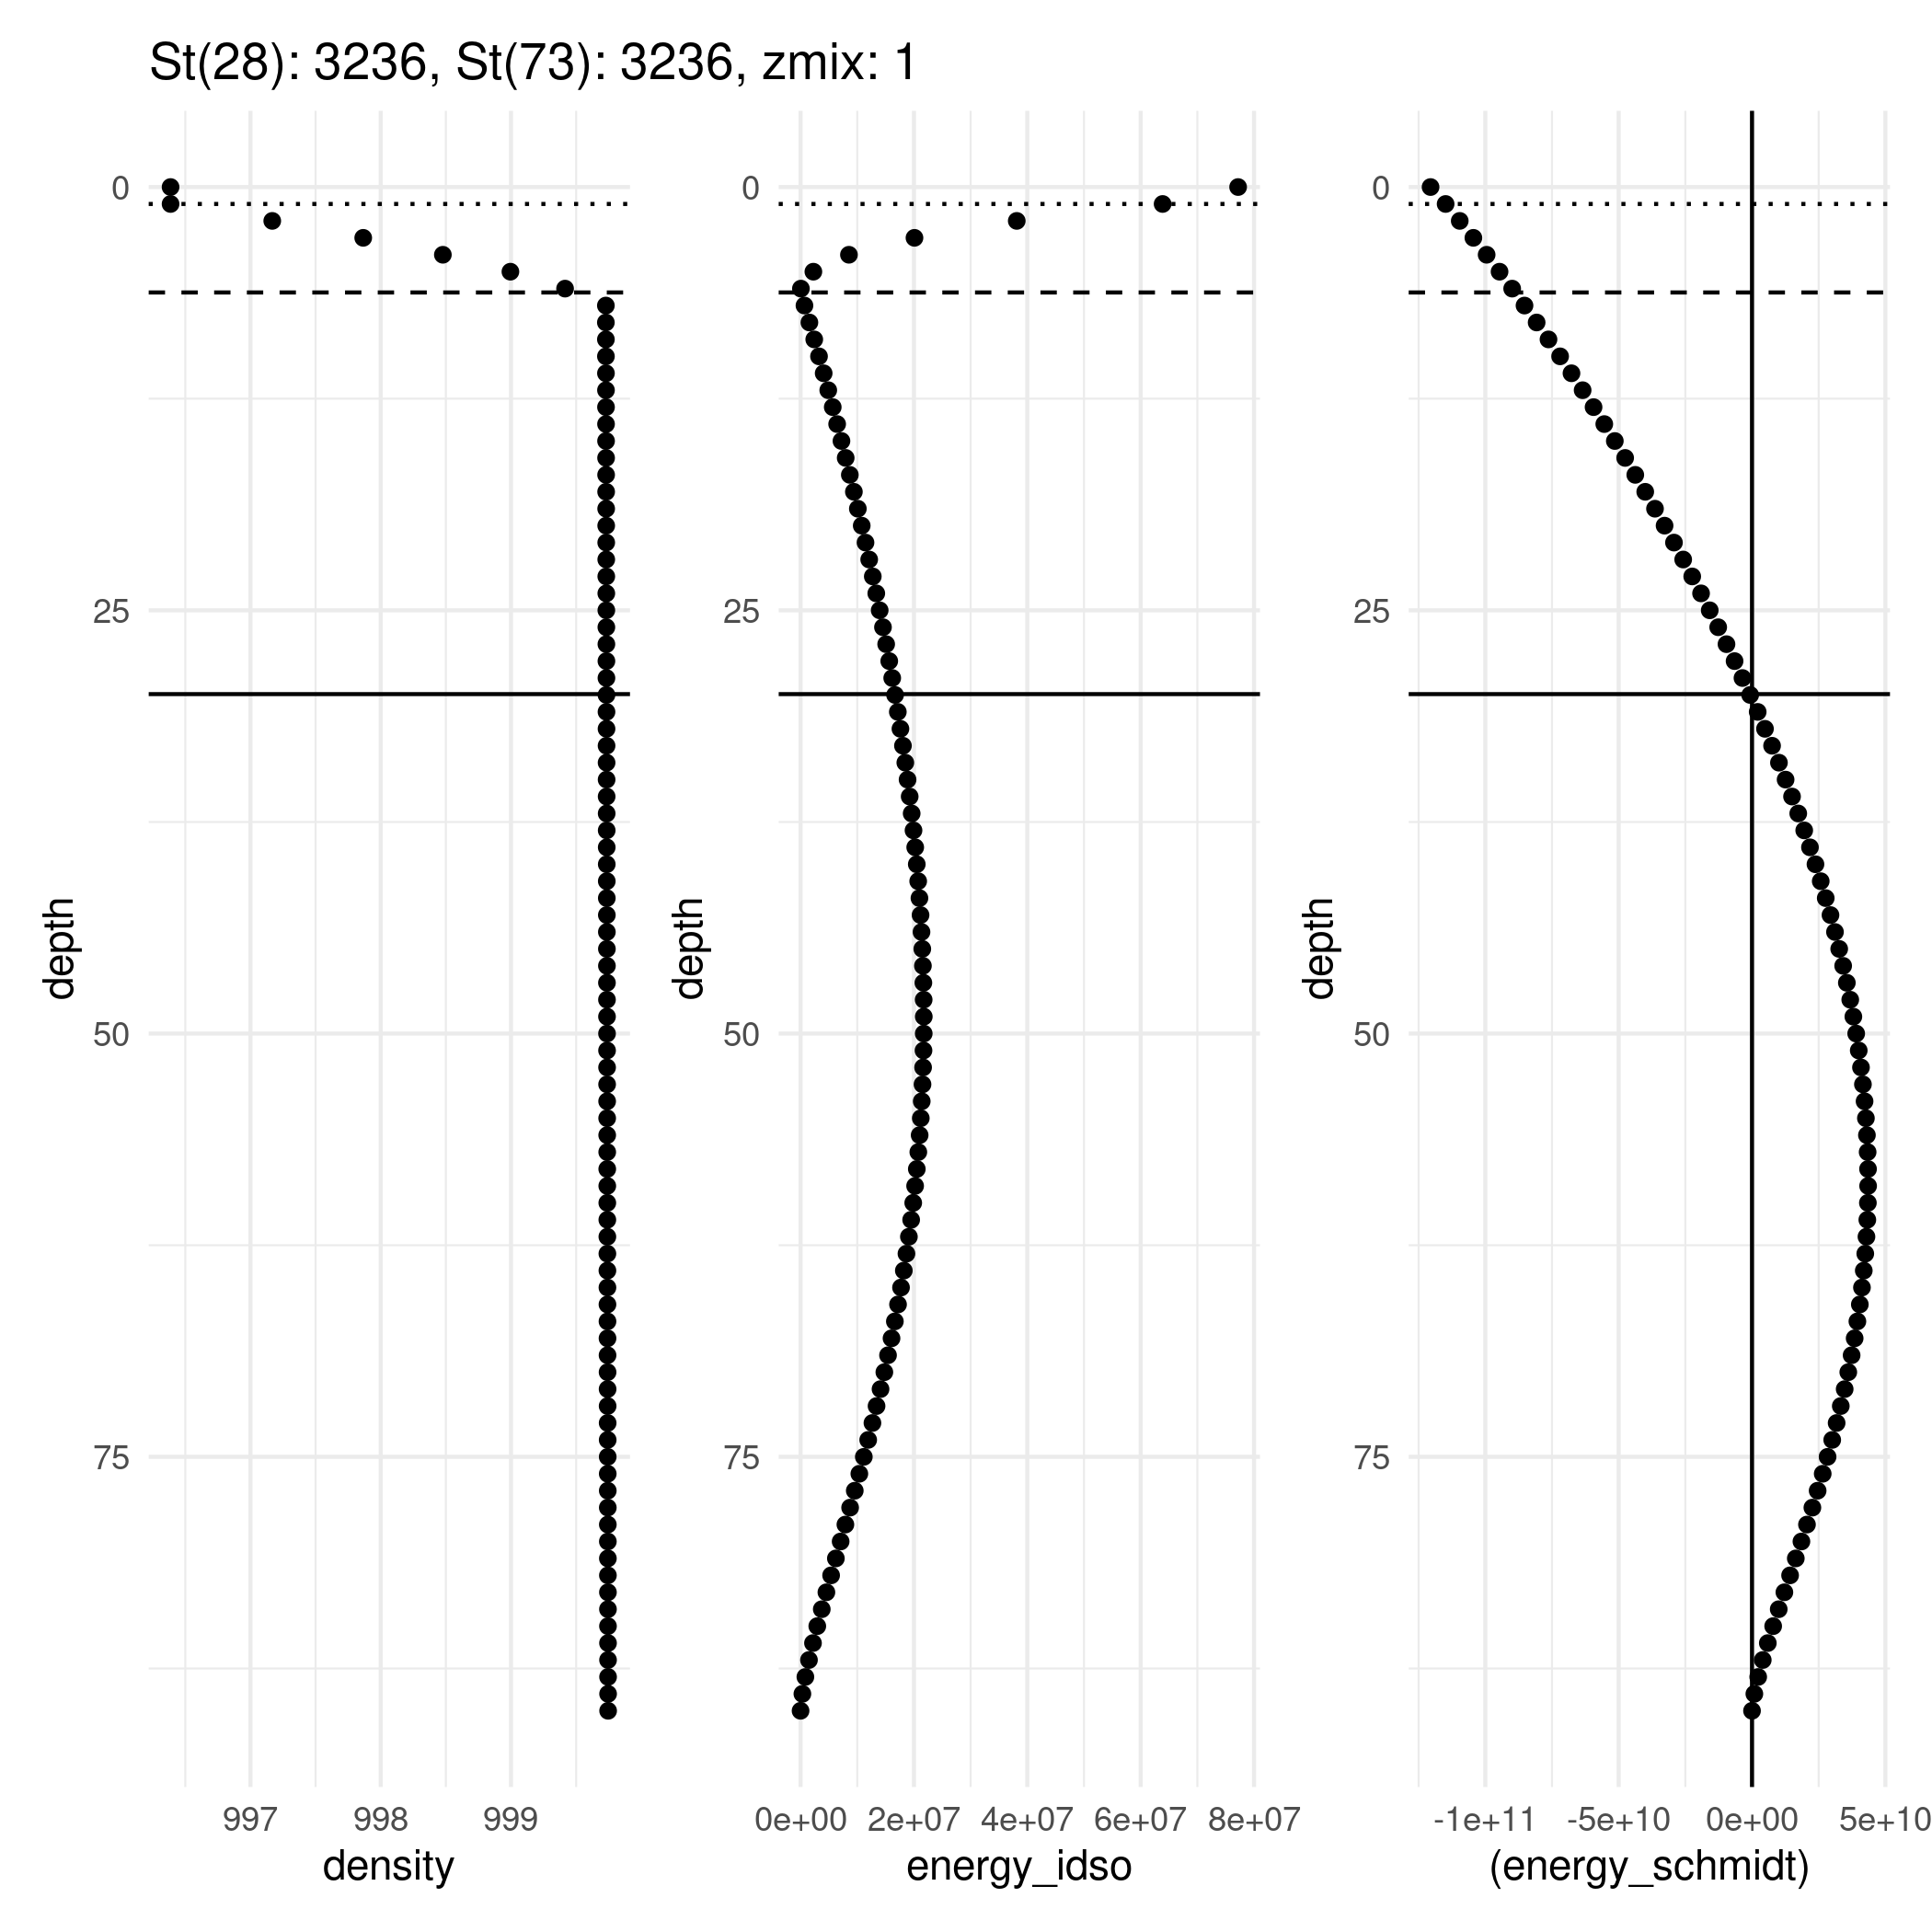 St(28): 3236, St(73): 3236, zmix: 1
0
25
50
75
depth
997 998 999
density
0
25
50
75
depth
0e+00 2e+07 4e+07 6e+07 8e+07
energy_idso
0
25
50
75
depth
-1e+11 -5e+10 0e+00 5e+10
(energy_schmidt)